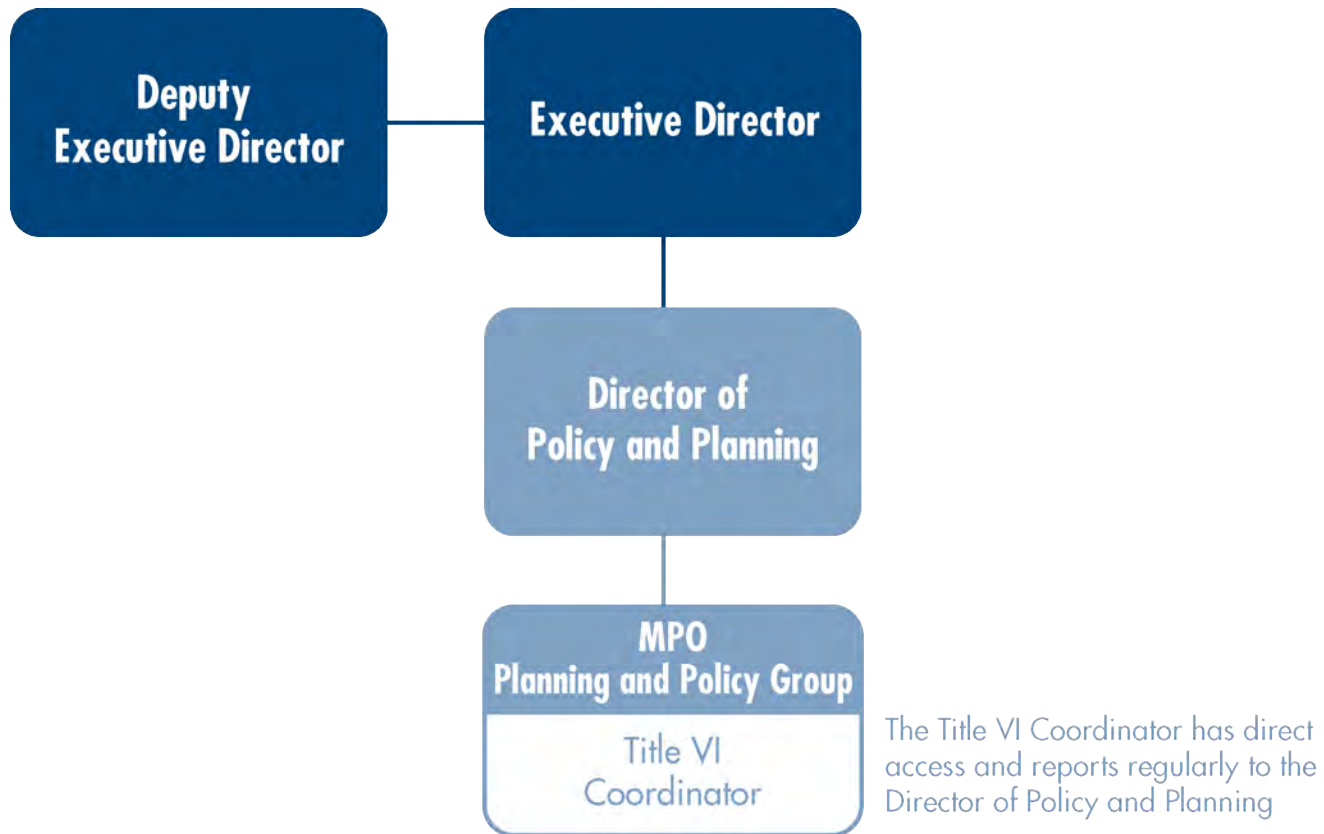 Deputy
Executive Director
Executive Director
Director of
Policy and Planning
MPO
Planning and Policy Group
Title VI
Coordinator
The Title VI Coordinator has direct
access and reports regularly to the
Director of Policy and Planning